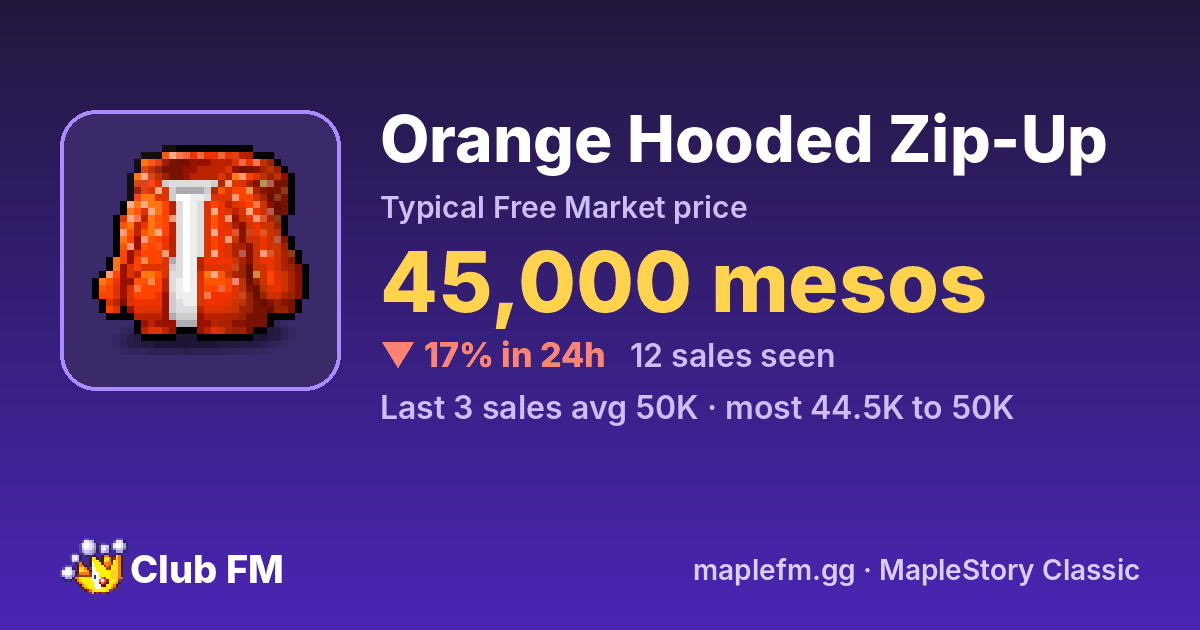 Orange Hooded Zip-Up
Typical Free Market price
45,000 mesos
▼ 17% in 24h 12 sales seen
Last 3 sales avg 50K · most 44.5K to 50K
Club FM
maplefm.gg · MapleStory Classic